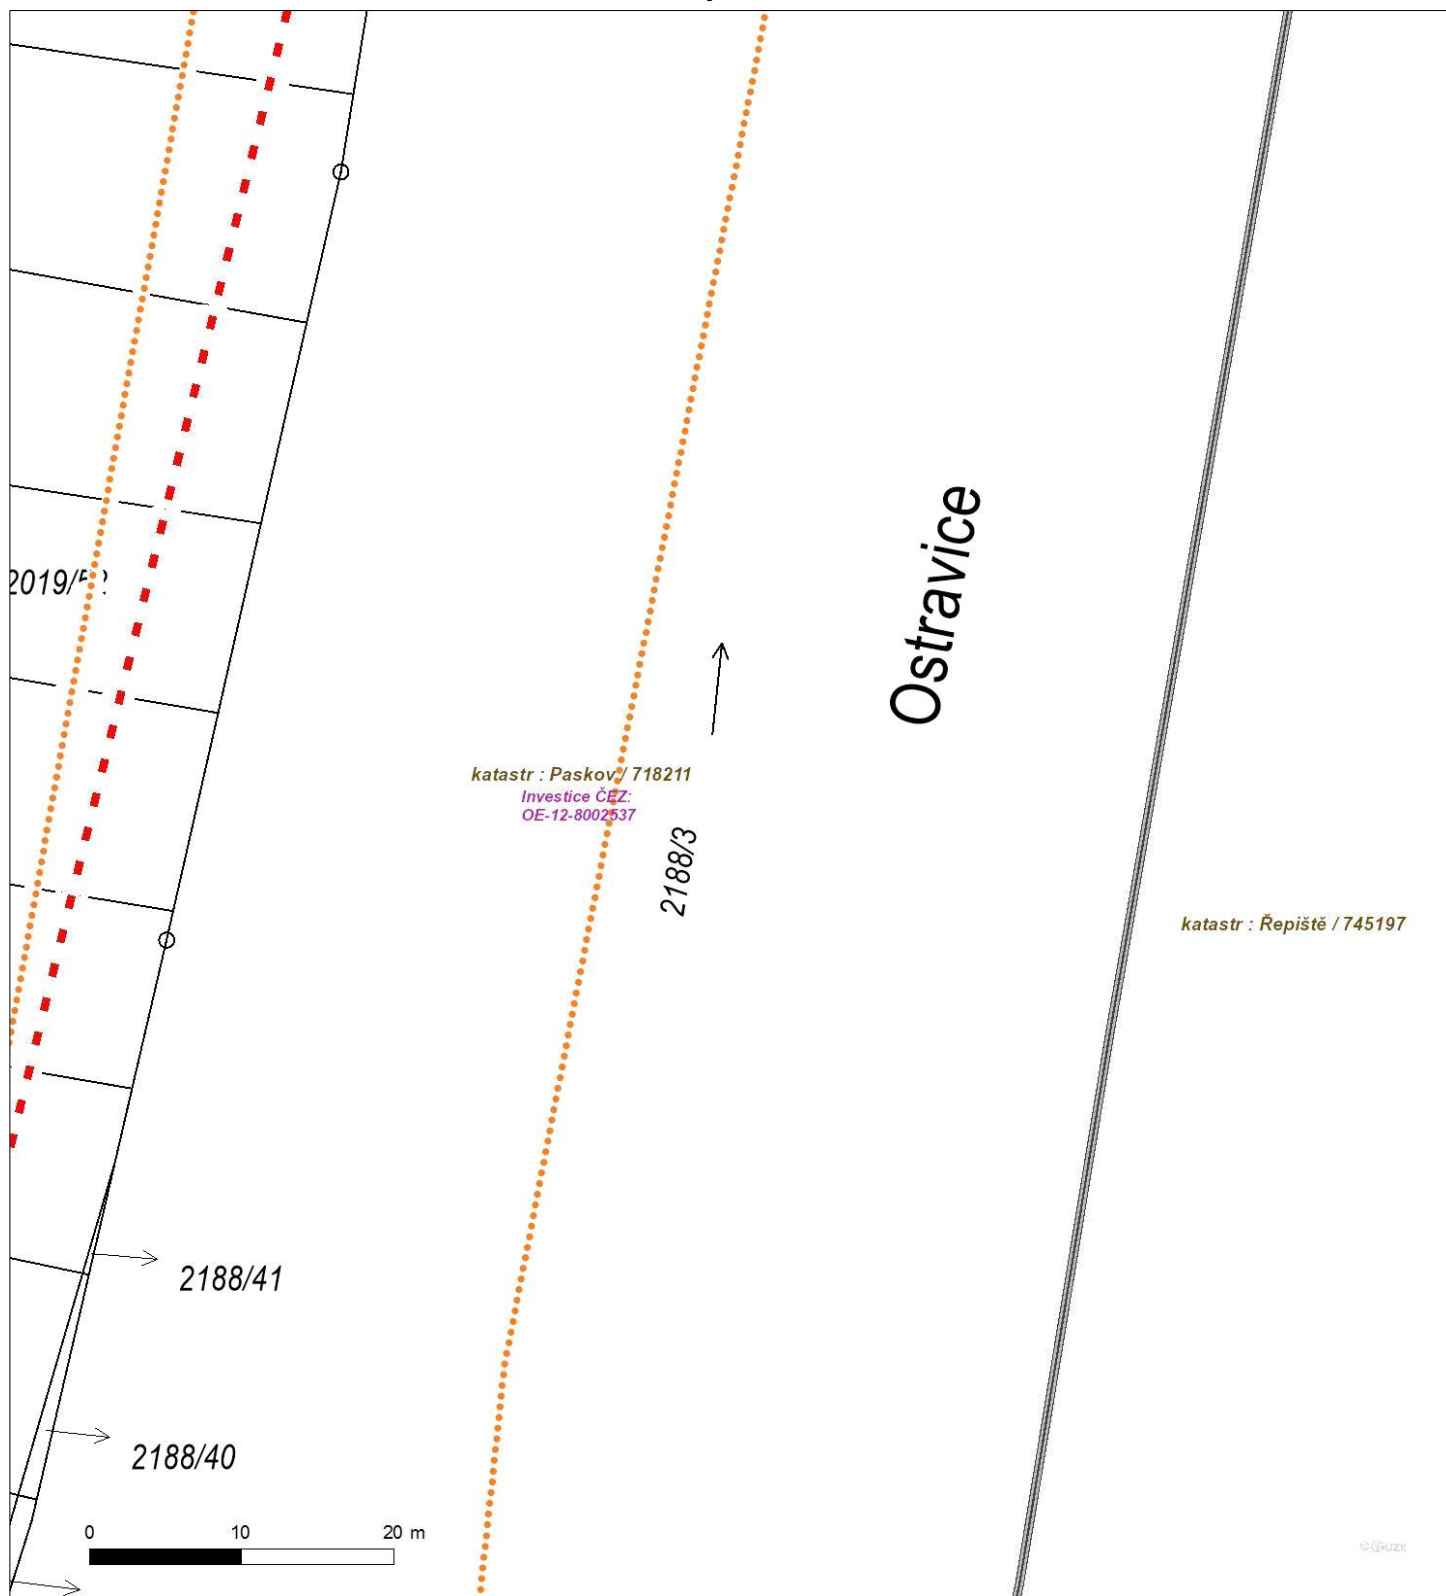 Ostravice
2019/52
katastr : Paskov / 718211
Investice ČEZ:
OE-12-8002537
2188/3
katastr : Řepiště / 745197
2188/41
2188/40
0 10 20 m